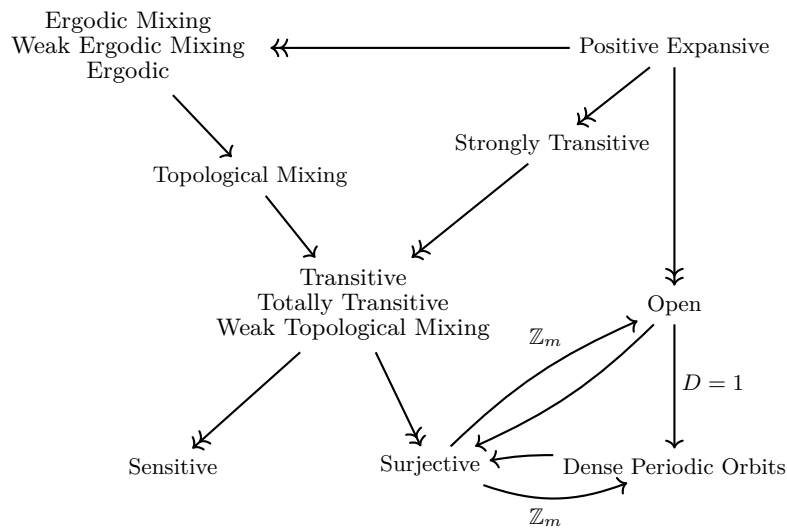 Ergodic Mixing
Weak Ergodic Mixing
Ergodic
Positive Expansive
Strongly Transitive
Topological Mixing
Transitive
Totally Transitive
Weak Topological Mixing
Open
ℤ_m
D = 1
Sensitive
Surjective
Dense Periodic Orbits
ℤ_m